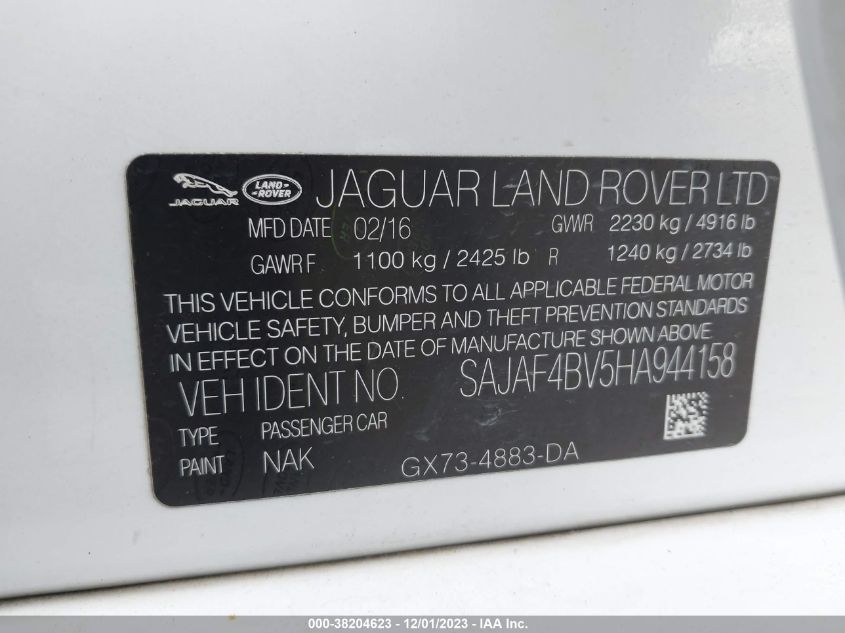 JAGUAR LAND-ROVER JAGUAR LAND ROVER LTD
MFD DATE 02/16 GVWR 2230 kg / 4916 lb
GAWR F 1100 kg / 2425 lb R 1240 kg / 2734 lb
THIS VEHICLE CONFORMS TO ALL APPLICABLE FEDERAL MOTOR
VEHICLE SAFETY, BUMPER AND THEFT PREVENTION STANDARDS
IN EFFECT ON THE DATE OF MANUFACTURE SHOWN ABOVE
VEH IDENT NO. SAJAF4BV5HA944158
TYPE PASSENGER CAR
PAINT NAK GX73-4883-DA
000-38204623 - 12/01/2023 - IAA Inc.